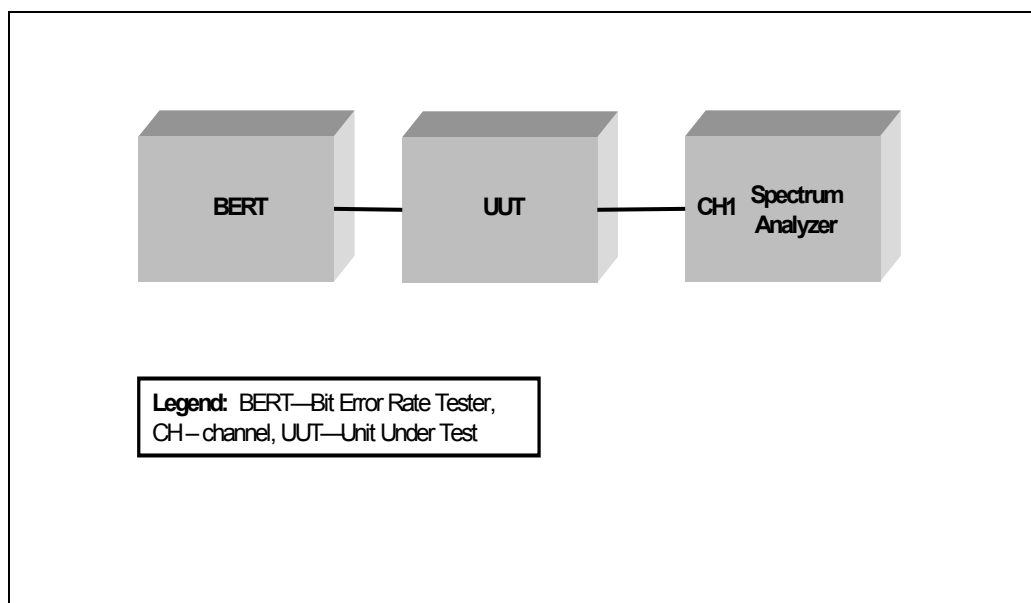 BERT
UUT
CH1
Spectrum
Analyzer
Legend: BERT—Bit Error Rate Tester,
CH – channel, UUT—Unit Under Test